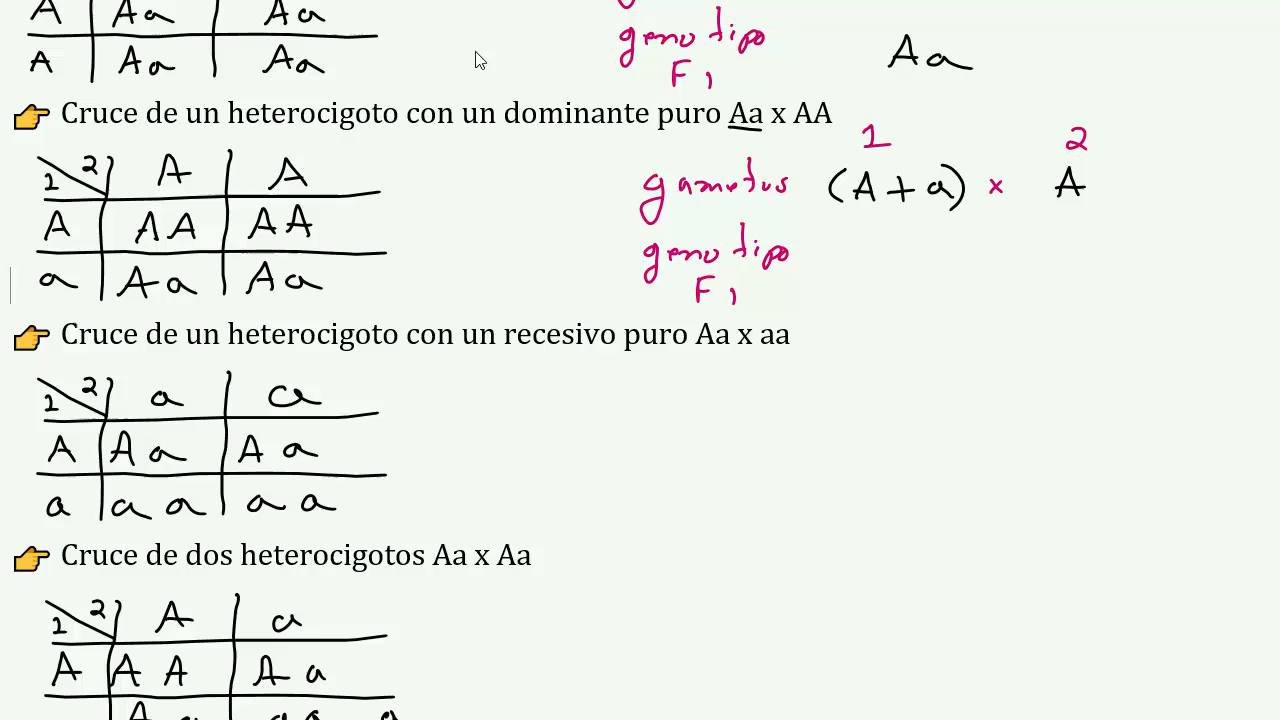 A Aa Aa
genotipo
A Aa Aa
F1
Aa
👉 Cruce de un heterocigoto con un dominante puro Aa x AA
1 2
1 2 A A
gametos (A + a) x A
A AA AA
genotipo
a Aa Aa
F1
👉 Cruce de un heterocigoto con un recesivo puro Aa x aa
1 2 a a
A Aa Aa
a aa aa
👉 Cruce de dos heterocigotos Aa x Aa
1 2 A a
A AA Aa